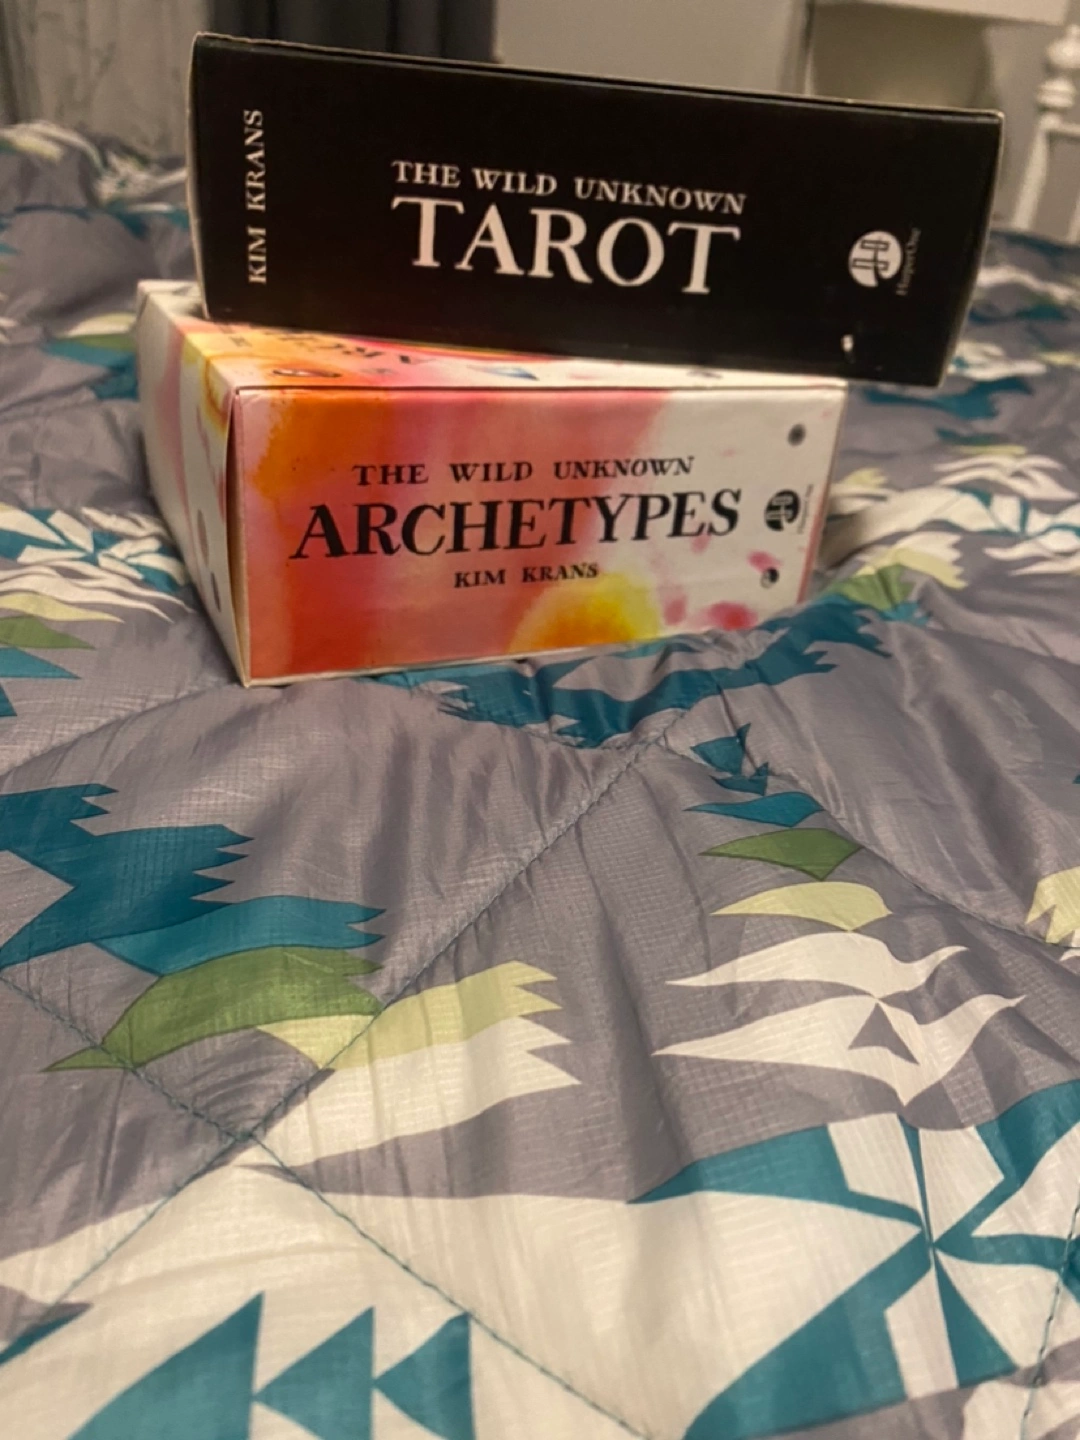 KIM KRANS
THE WILD UNKNOWN
TAROT
HarperOne
THE WILD UNKNOWN
ARCHETYPES
KIM KRANS